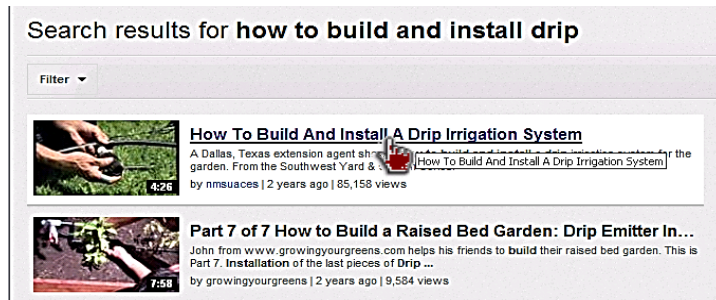 Search results for how to build and install drip
Filter
How To Build And Install A Drip Irrigation System
A Dallas, Texas extension agent for the
How To Build And Install A Drip Irrigation System
garden. From the Southwest Yard &
4:26
by nmsuaces | 2 years ago | 85,158 views
Part 7 of 7 How to Build a Raised Bed Garden: Drip Emitter In...
John from www.growingyourgreens.com helps his friends to build their raised bed garden. This is
Part 7. Installation of the last pieces of Drip ...
7:58
by growingyourgreens | 2 years ago | 9,584 views